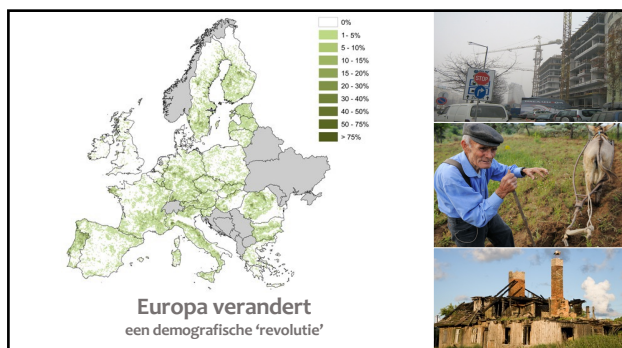 0%
1- 5%
5 - 10%
10 - 15%
15 - 20%
20 - 30%
30 - 40%
40 - 50%
50 - 75%
> 75%
STOP
Europa verandert
een demografische ‘revolutie’